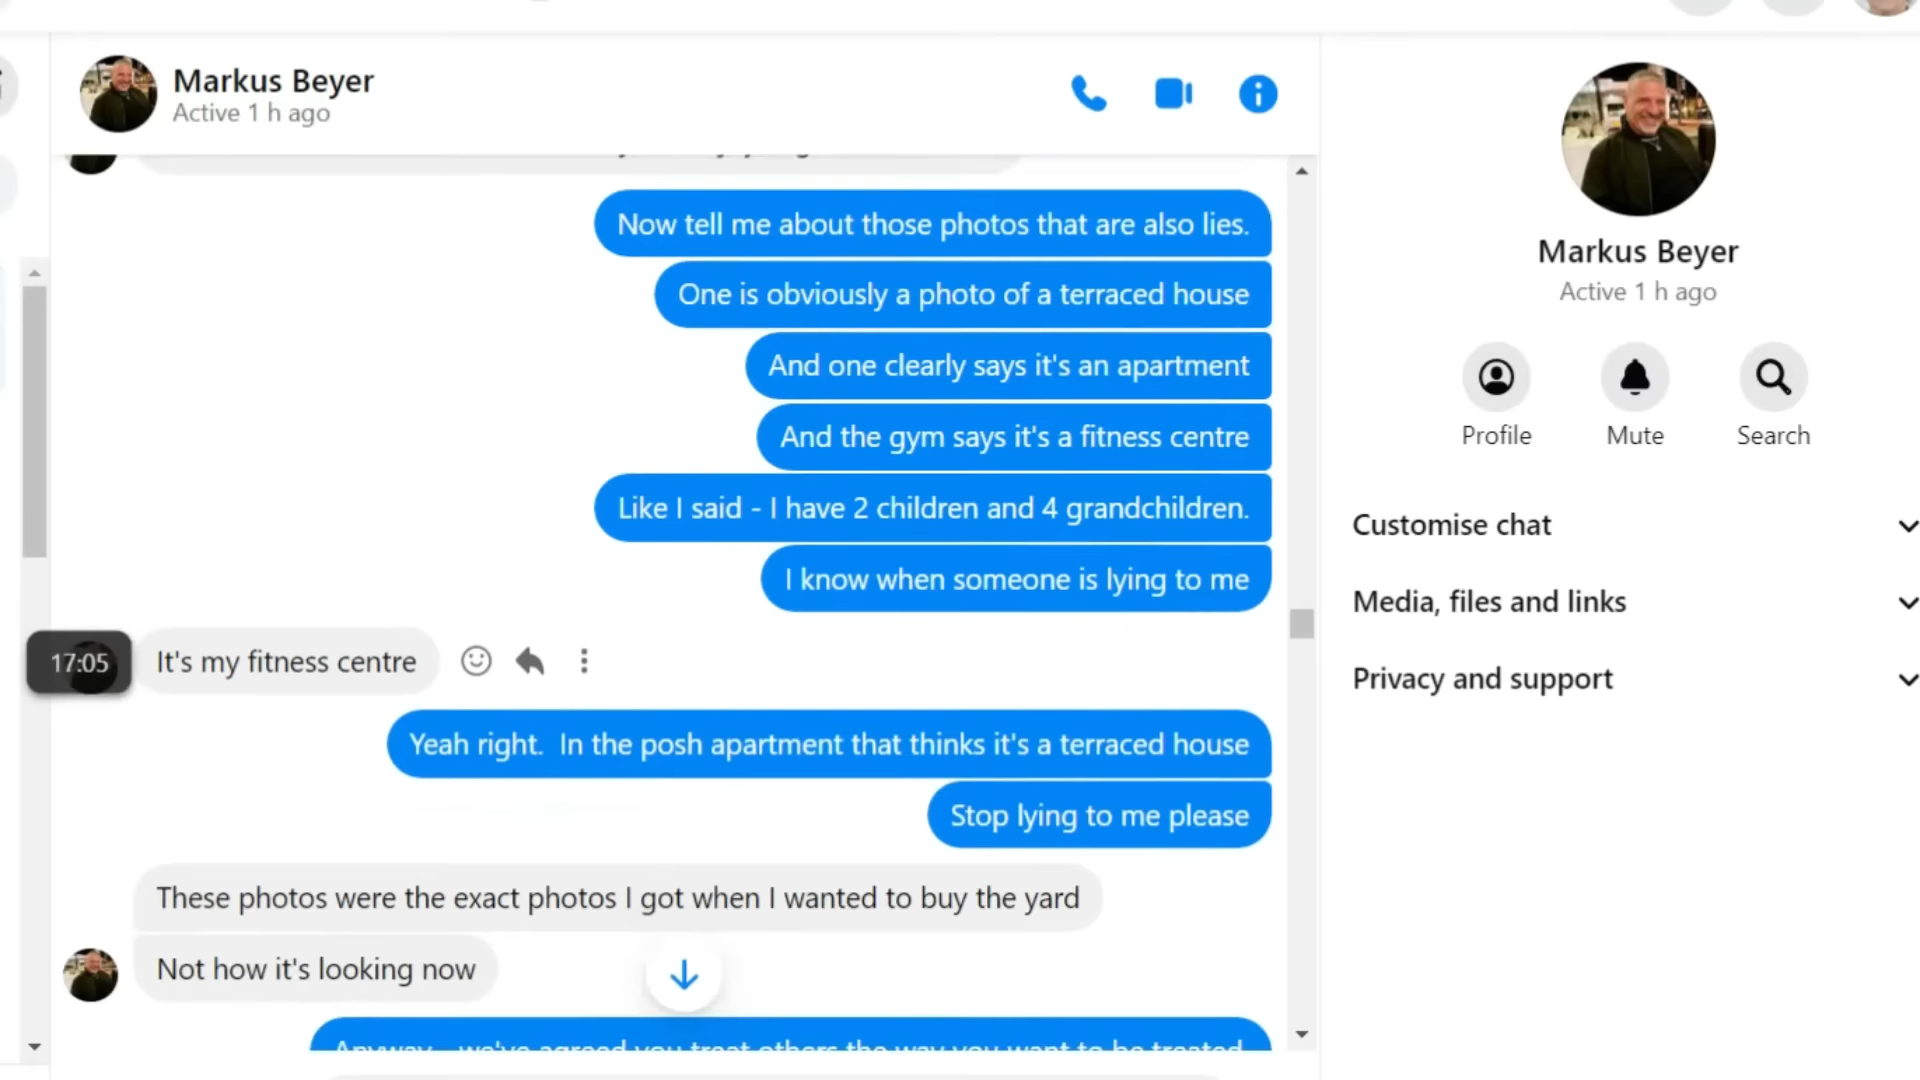 Markus Beyer
Active 1 h ago
Now tell me about those photos that are also lies.
One is obviously a photo of a terraced house
And one clearly says it's an apartment
And the gym says it's a fitness centre
Like I said - I have 2 children and 4 grandchildren.
I know when someone is lying to me
17:05
It's my fitness centre
Yeah right.  In the posh apartment that thinks it's a terraced house
Stop lying to me please
These photos were the exact photos I got when I wanted to buy the yard
Not how it's looking now
Anyway - we've agreed you treat others the way you want to be treated
Markus Beyer
Active 1 h ago
Profile
Mute
Search
Customise chat
Media, files and links
Privacy and support